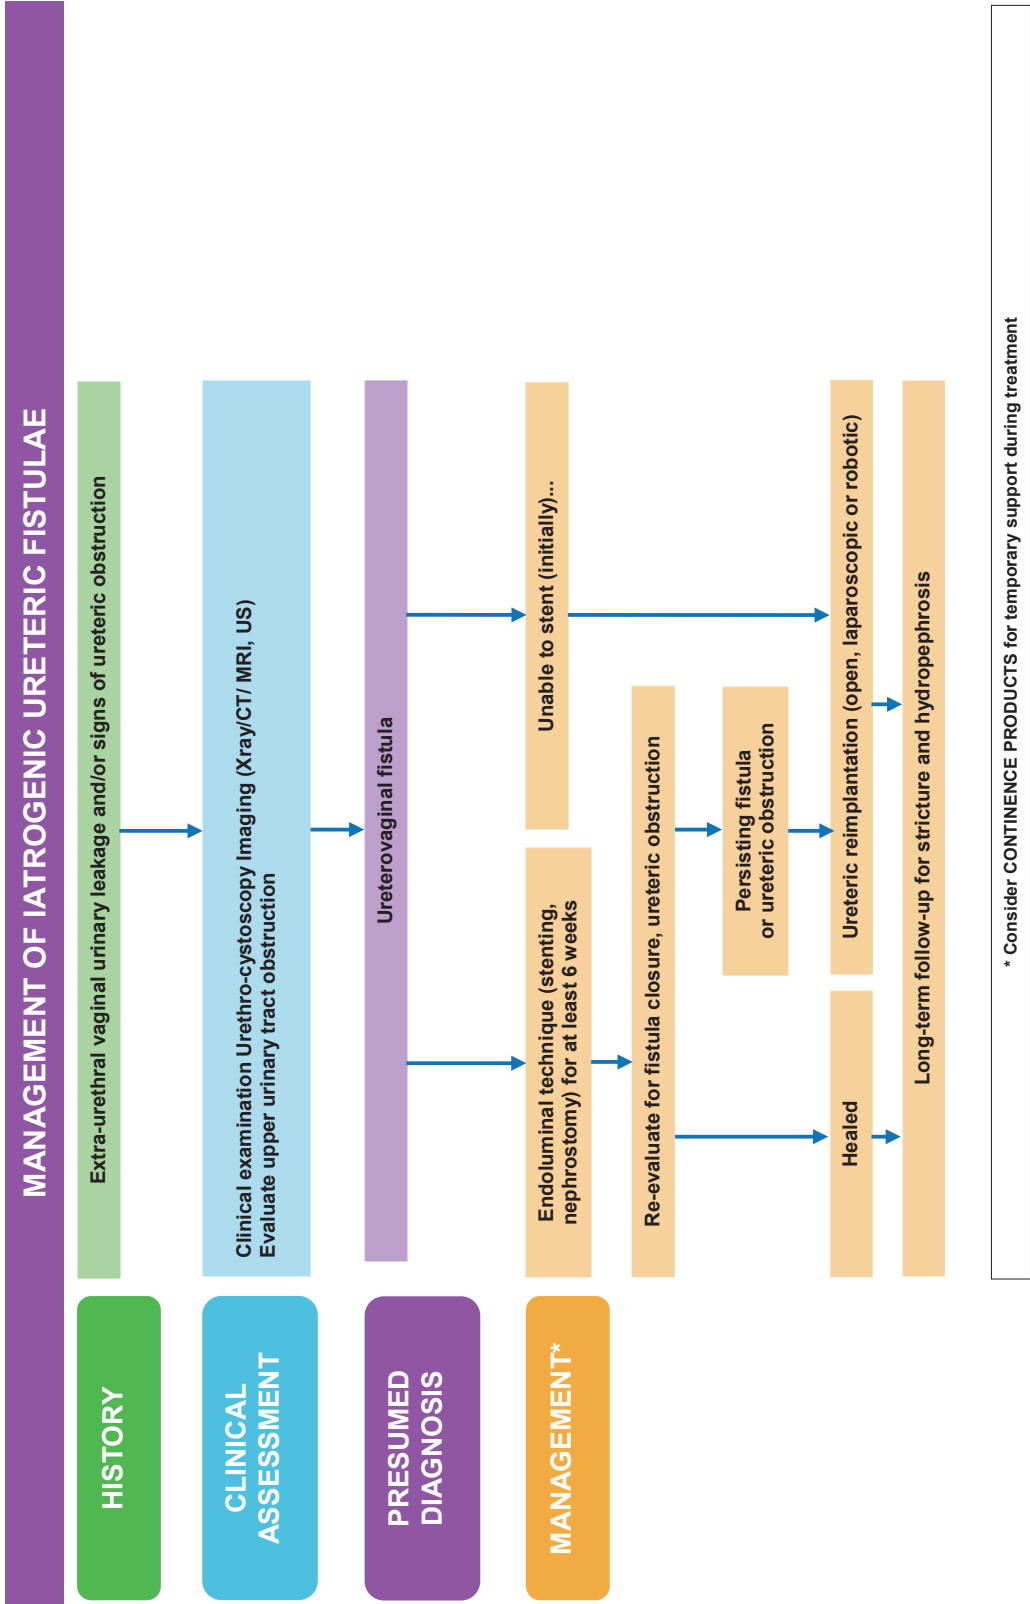 MANAGEMENT OF IATROGENIC URETERIC FISTULAE
HISTORY
Extra-urethral vaginal urinary leakage and/or signs of ureteric obstruction
CLINICAL
ASSESSMENT
Clinical examination Urethro-cystoscopy Imaging (Xray/CT/ MRI, US)
Evaluate upper urinary tract obstruction
PRESUMED
DIAGNOSIS
Ureterovaginal fistula
MANAGEMENT*
Endoluminal technique (stenting,
nephrostomy) for at least 6 weeks
Unable to stent (initially)...
Re-evaluate for fistula closure, ureteric obstruction
Persisting fistula
or ureteric obstruction
Healed
Ureteric reimplantation (open, laparoscopic or robotic)
Long-term follow-up for stricture and hydropephrosis
* Consider CONTINENCE PRODUCTS for temporary support during treatment